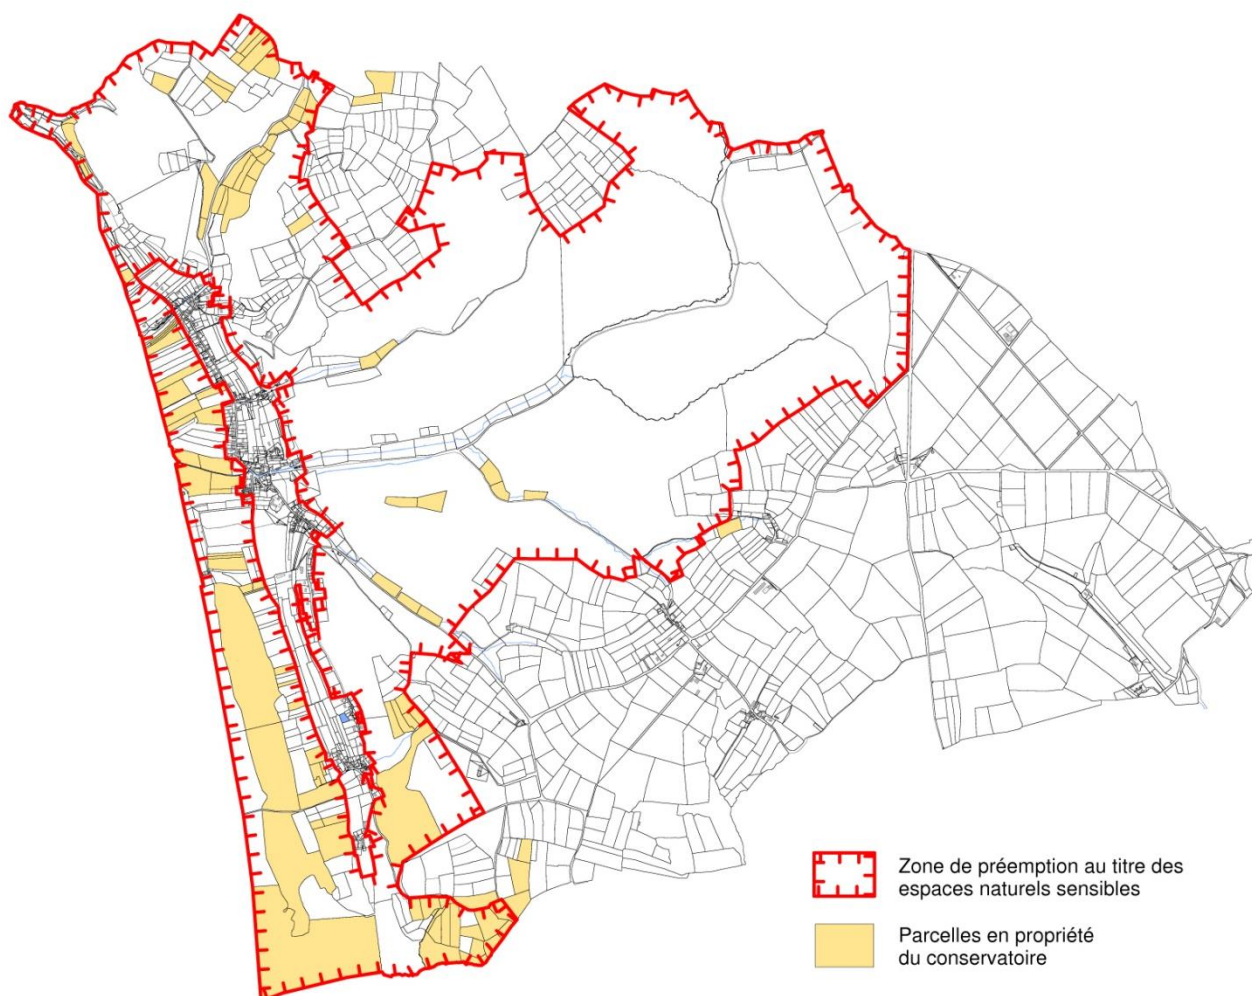 Zone de préemption au titre des
espaces naturels sensibles
Parcelles en propriété
du conservatoire